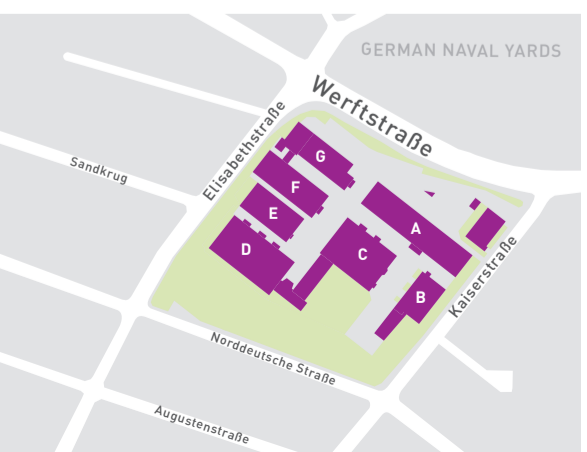 GERMAN NAVAL YARDS
Werftstraße
Elisabethstraße
Sandkrug
G
F
E
D
A
C
B
Kaiserstraße
Norddeutsche Straße
Augustenstraße